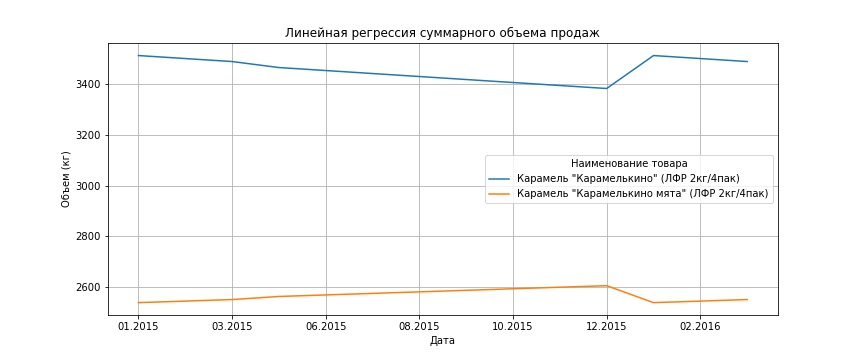 Линейная регрессия суммарного объема продаж
Объем (кг)
3400
3200
3000
2800
2600
Наименование товара
Карамель "Карамелькино" (ЛФР 2кг/4пак)
Карамель "Карамелькино мята" (ЛФР 2кг/4пак)
01.2015
03.2015
06.2015
08.2015
10.2015
12.2015
02.2016
Дата